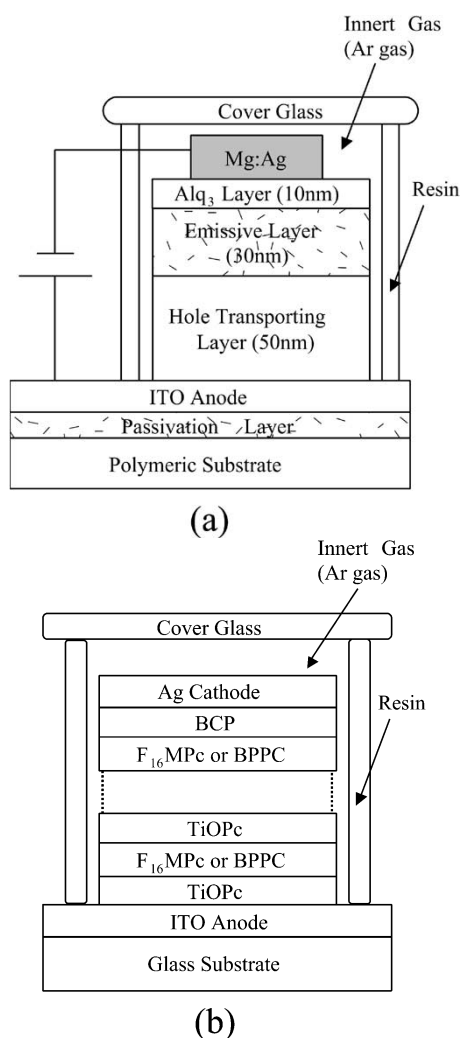 Innert Gas
(Ar gas)
Cover Glass
Mg:Ag
Alq₃ Layer (10nm)
Resin
Emissive Layer
(30nm)
Hole Transporting
Layer (50nm)
ITO Anode
Passivation Layer
Polymeric Substrate
(a)
Innert Gas
(Ar gas)
Cover Glass
Ag Cathode
Resin
BCP
F₁₆MPc or BPPC
TiOPc
F₁₆MPc or BPPC
TiOPc
ITO Anode
Glass Substrate
(b)